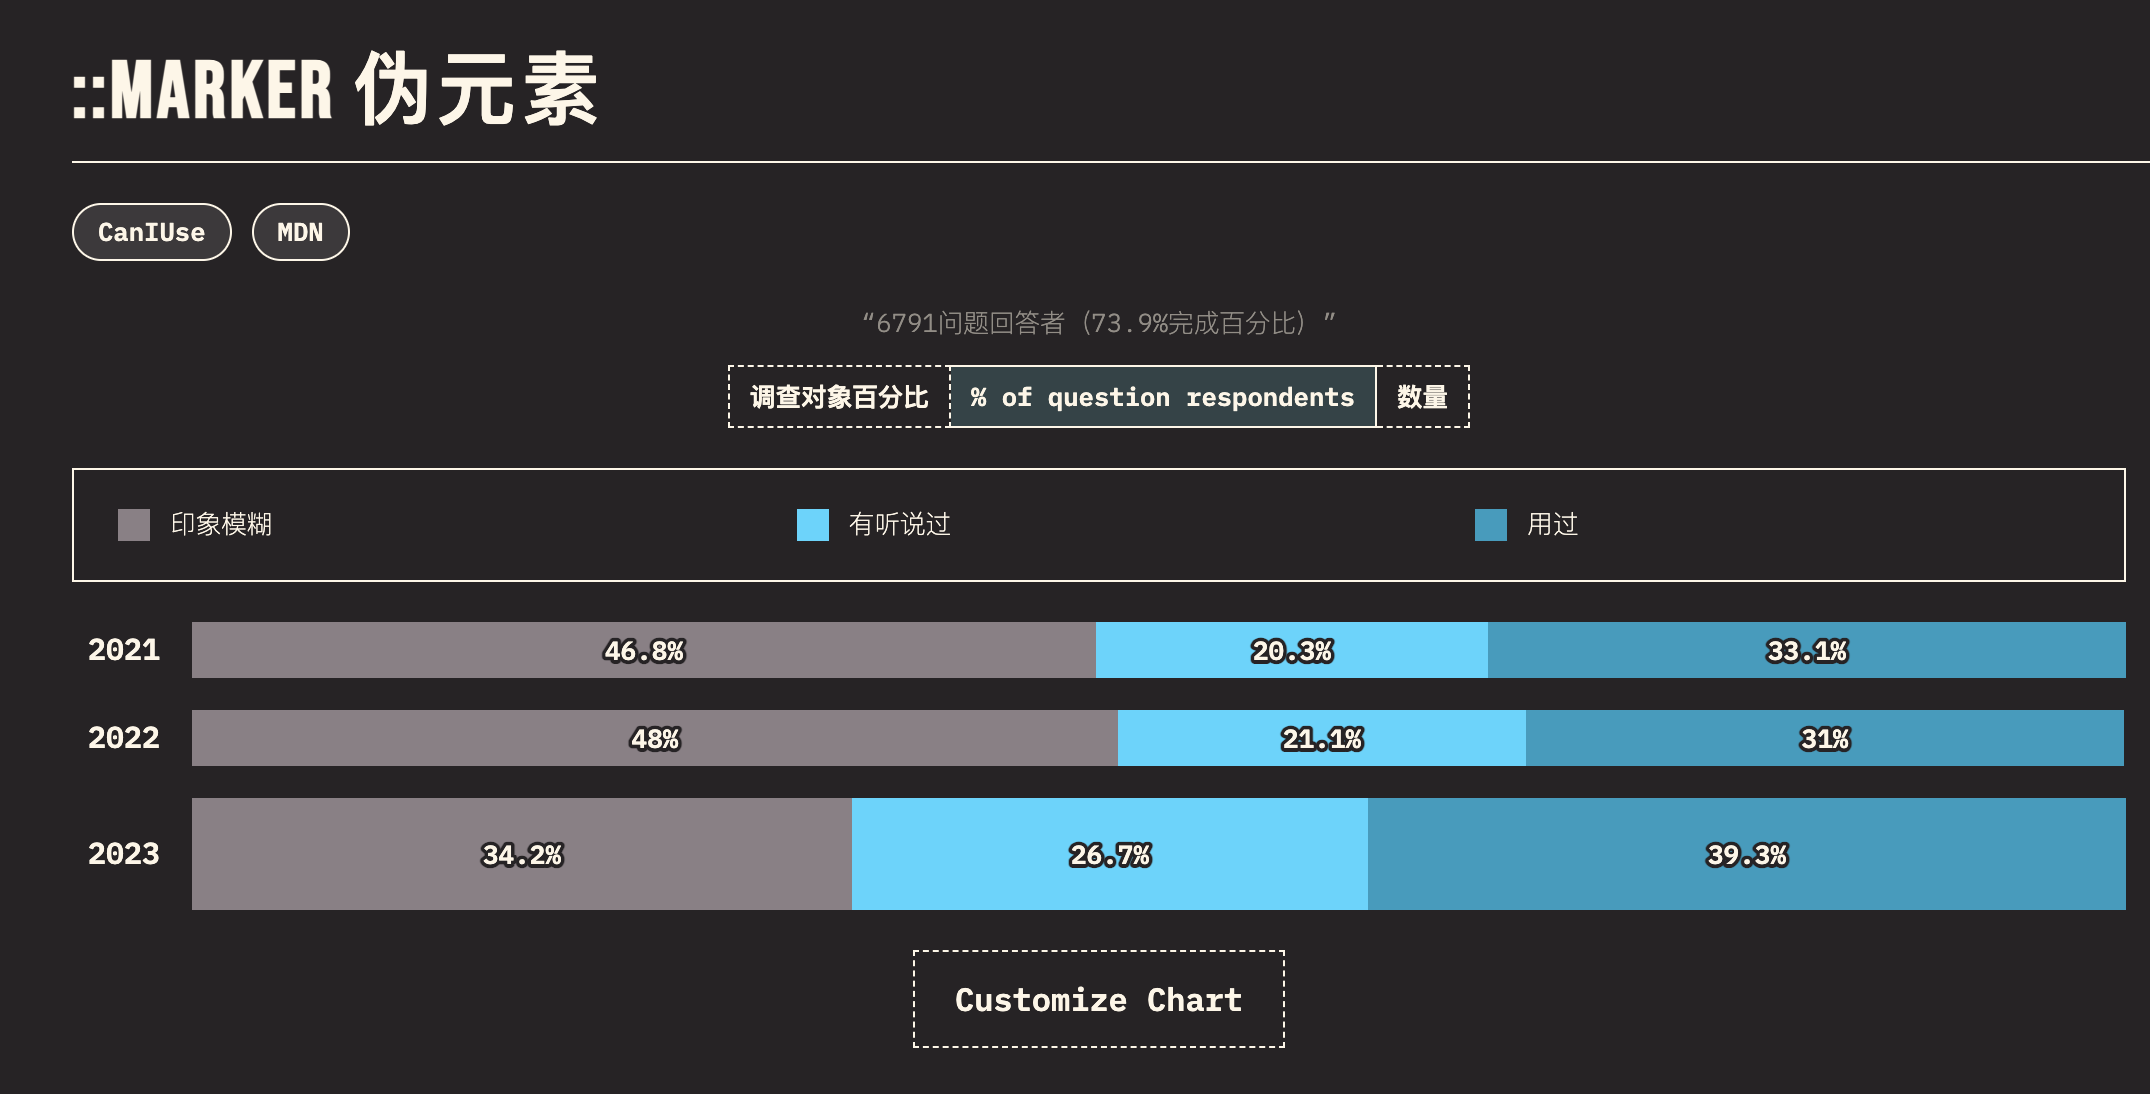 ::MARKER 伪元素
CanIUse MDN
“6791问题回答者（73.9%完成百分比）”
调查对象百分比 % of question respondents 数量
印象模糊 有听说过 用过
2021 46.8% 20.3% 33.1%
2022 48% 21.1% 31%
2023 34.2% 26.7% 39.3%
Customize Chart